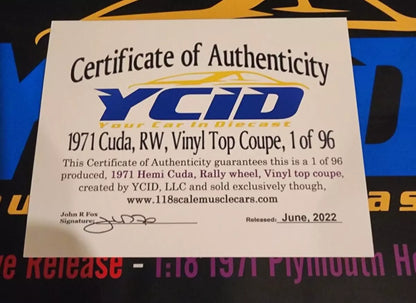 Certificate of Authenticity
YCID
Your Car In Diecast
1971 Cuda, RW, Vinyl Top Coupe, 1 of 96
This Certificate of Authenticity guarantees this is a 1 of 96
produced, 1971 Hemi Cuda, Rally wheel, Vinyl top coupe,
created by YCID, LLC and sold exclusively though,
www.118scalemusclecars.com.
John R Fox
Signature:
Released: June, 2022
ve Release - 1:18 1971 Plymouth He